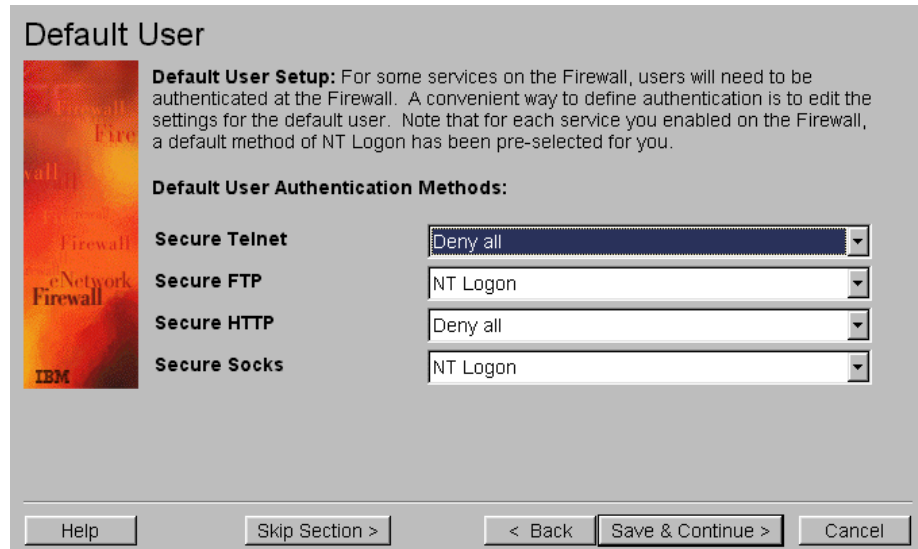 Default User
Default User Setup: For some services on the Firewall, users will need to be
authenticated at the Firewall. A convenient way to define authentication is to edit the
settings for the default user. Note that for each service you enabled on the Firewall,
a default method of NT Logon has been pre-selected for you.
Default User Authentication Methods:
Secure Telnet
Deny all
Secure FTP
NT Logon
Secure HTTP
Deny all
Secure Socks
NT Logon
Firewall
Fire
wall
Firewall
eNetwork
Firewall
IBM
Help
Skip Section >
< Back
Save & Continue >
Cancel